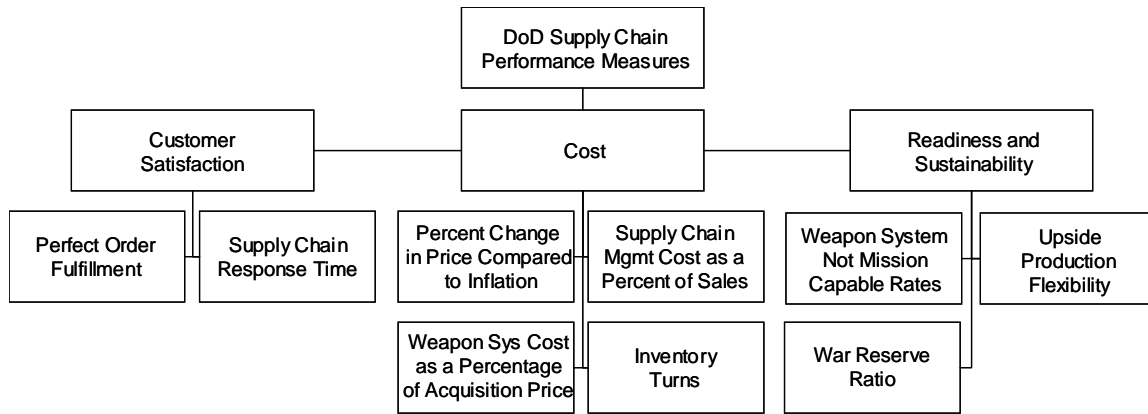 DoD Supply Chain
Performance Measures
Customer
Satisfaction
Cost
Readiness and
Sustainability
Perfect Order
Fulfillment
Supply Chain
Response Time
Percent Change
in Price Compared
to Inflation
Supply Chain
Mgmt Cost as a
Percent of Sales
Weapon System
Not Mission
Capable Rates
Upside
Production
Flexibility
Weapon Sys Cost
as a Percentage
of Acquisition Price
Inventory
Turns
War Reserve
Ratio